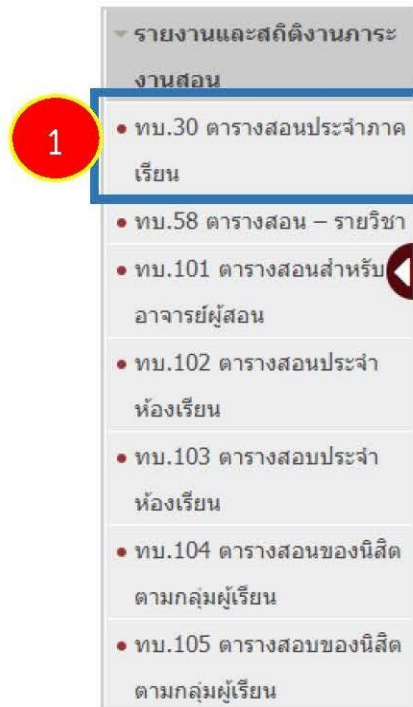 รายงานและสถิติงานภาระ
งานสอน
1
• ทบ.30 ตารางสอนประจำภาค
เรียน
• ทบ.58 ตารางสอน – รายวิชา
• ทบ.101 ตารางสอนสำหรับ
อาจารย์ผู้สอน
• ทบ.102 ตารางสอนประจำ
ห้องเรียน
• ทบ.103 ตารางสอบประจำ
ห้องเรียน
• ทบ.104 ตารางสอนของนิสิต
ตามกลุ่มผู้เรียน
• ทบ.105 ตารางสอบของนิสิต
ตามกลุ่มผู้เรียน